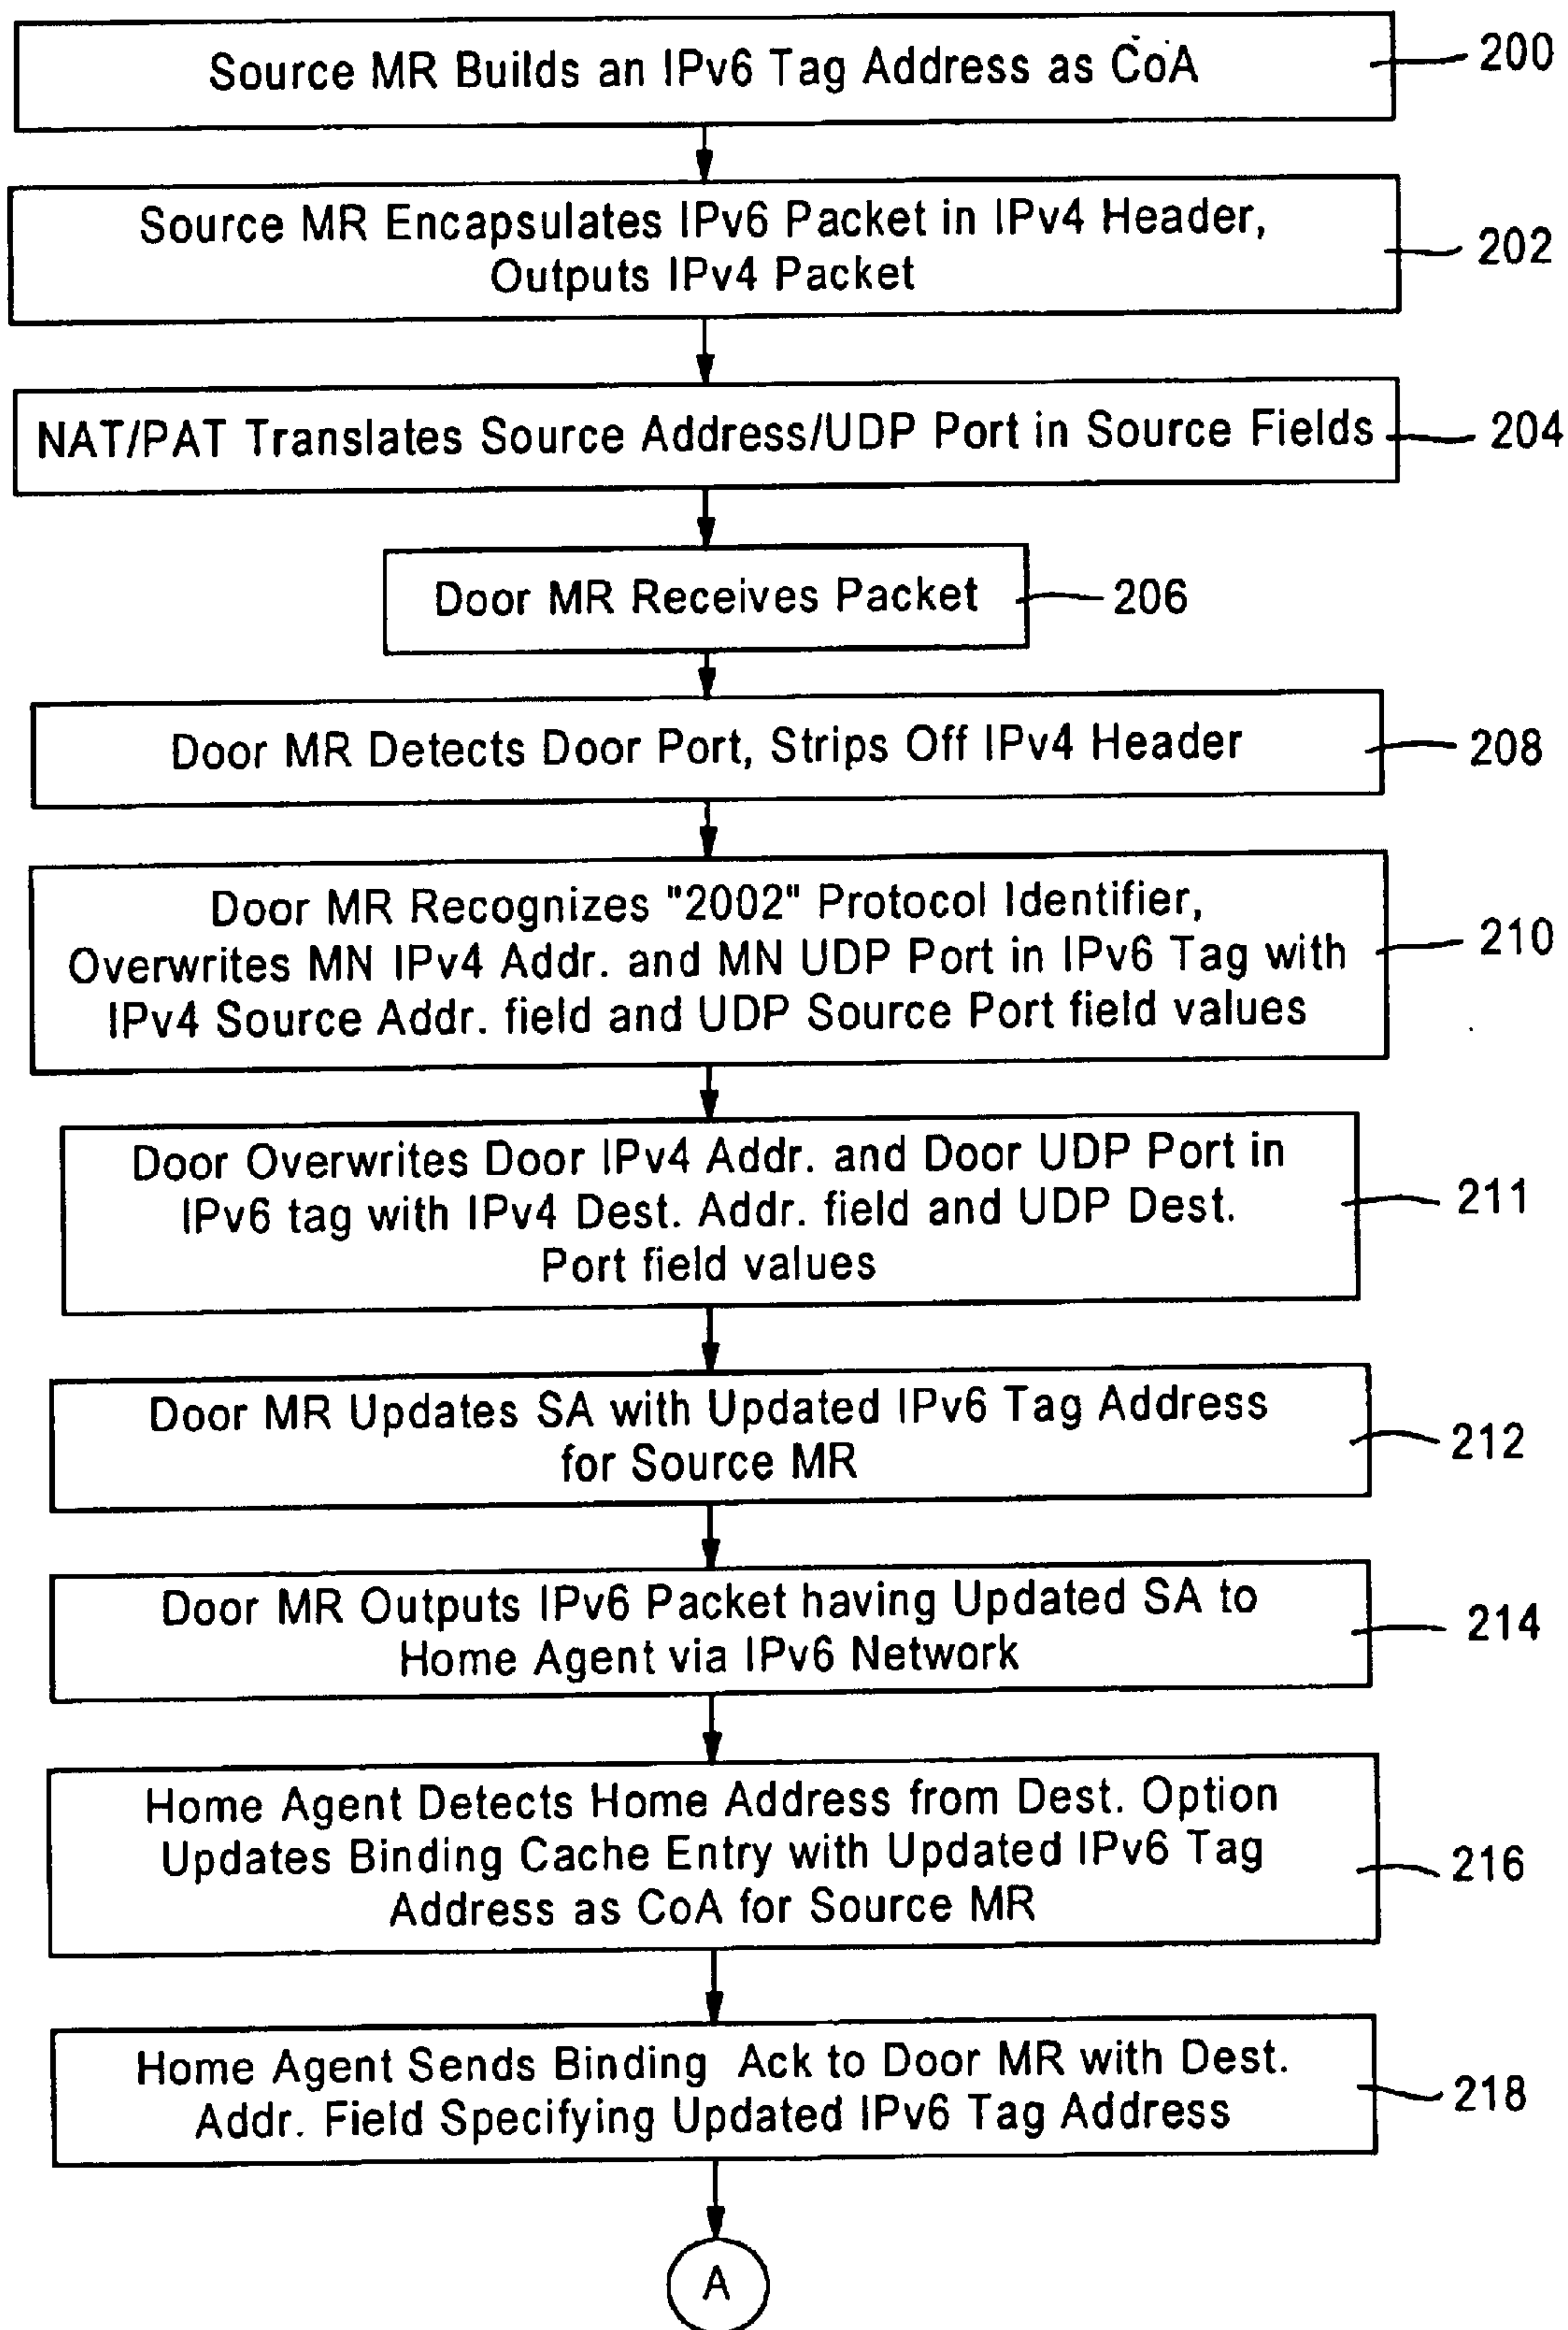 Source MR Builds an IPv6 Tag Address as CoA
200
Source MR Encapsulates IPv6 Packet in IPv4 Header,
Outputs IPv4 Packet
202
NAT/PAT Translates Source Address/UDP Port in Source Fields
204
Door MR Receives Packet
206
Door MR Detects Door Port, Strips Off IPv4 Header
208
Door MR Recognizes "2002" Protocol Identifier,
Overwrites MN IPv4 Addr. and MN UDP Port in IPv6 Tag with
IPv4 Source Addr. field and UDP Source Port field values
210
Door Overwrites Door IPv4 Addr. and Door UDP Port in
IPv6 tag with IPv4 Dest. Addr. field and UDP Dest.
Port field values
211
Door MR Updates SA with Updated IPv6 Tag Address
for Source MR
212
Door MR Outputs IPv6 Packet having Updated SA to
Home Agent via IPv6 Network
214
Home Agent Detects Home Address from Dest. Option
Updates Binding Cache Entry with Updated IPv6 Tag
Address as CoA for Source MR
216
Home Agent Sends Binding Ack to Door MR with Dest.
Addr. Field Specifying Updated IPv6 Tag Address
218
A